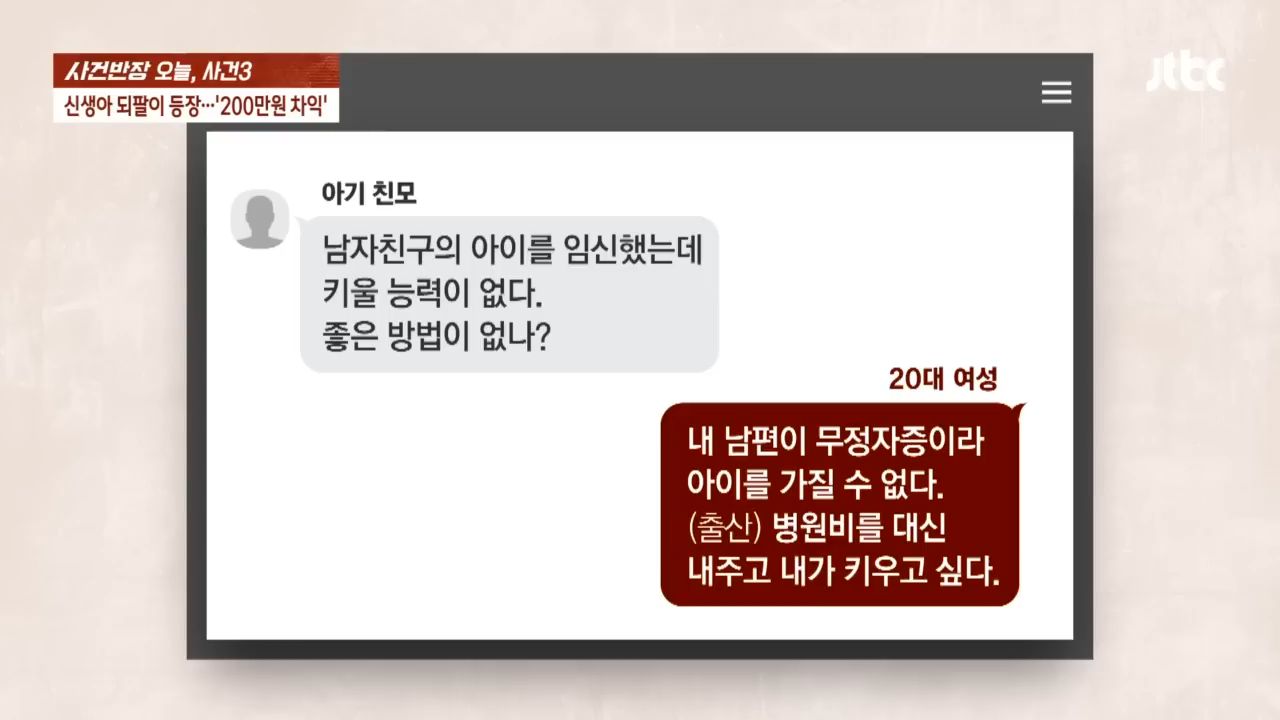 사건반장 오늘, 사건3
신생아 되팔이 등장…'200만원 차익'
jtbc
아기 친모
남자친구의 아이를 임신했는데
키울 능력이 없다.
좋은 방법이 없나?
20대 여성
내 남편이 무정자증이라
아이를 가질 수 없다.
(출산) 병원비를 대신
내주고 내가 키우고 싶다.